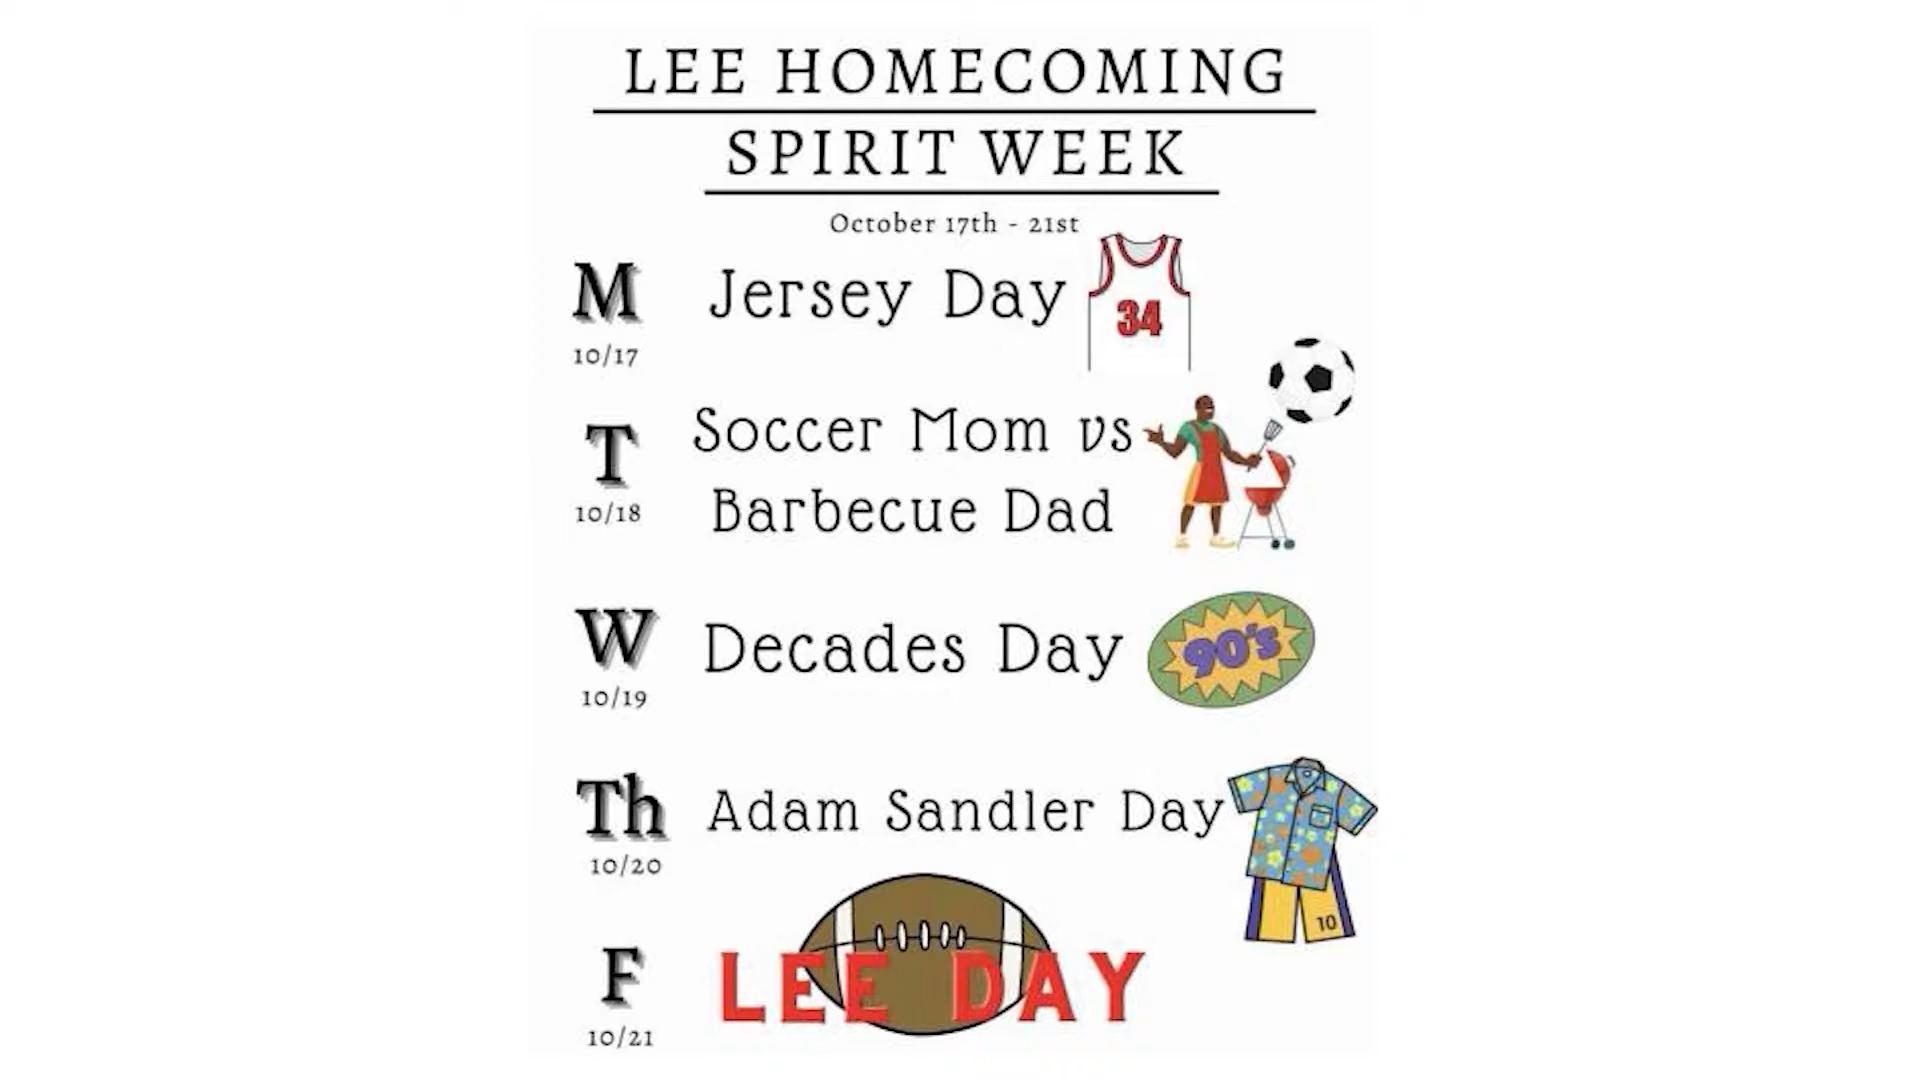 LEE HOMECOMING
SPIRIT WEEK
October 17th - 21st
M
10/17
Jersey Day
34
T
10/18
Soccer Mom vs
Barbecue Dad
W
10/19
Decades Day
90's
Th
10/20
Adam Sandler Day
10
F
10/21
LEE DAY